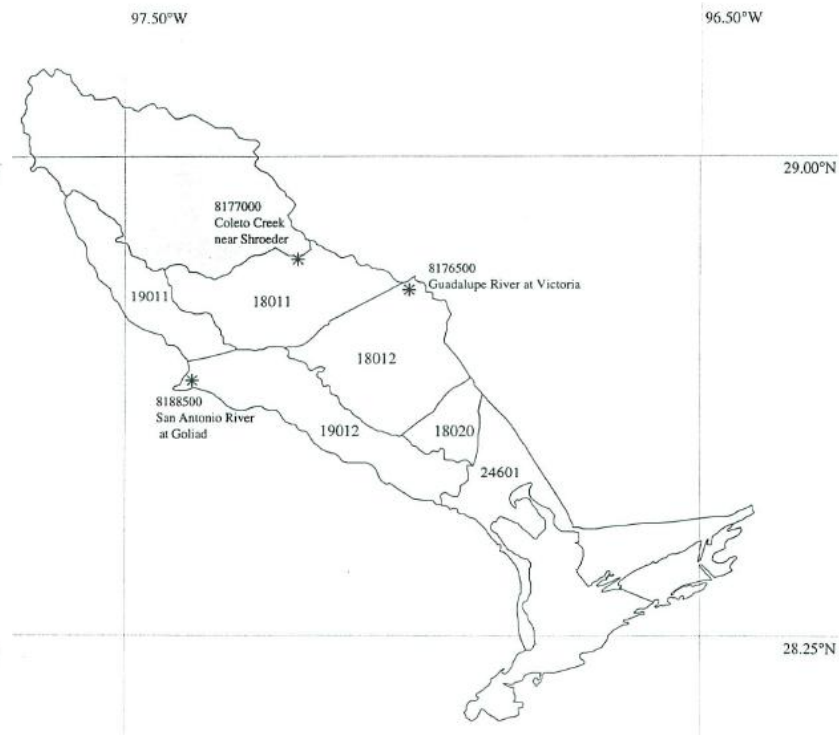 97.50°W
96.50°W
29.00°N
8177000
Coleto Creek
near Shroeder
8176500
Guadalupe River at Victoria
19011
18011
18012
8188500
San Antonio River
at Goliad
19012
18020
24601
28.25°N